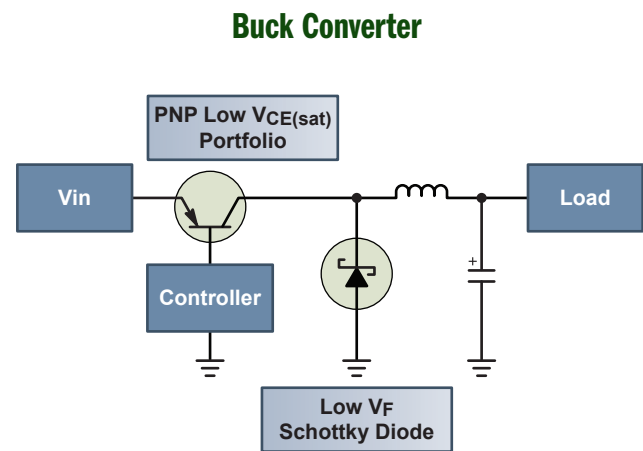 Buck Converter
PNP Low VCE(sat)
Portfolio
Vin
Load
Controller
+
Low VF
Schottky Diode